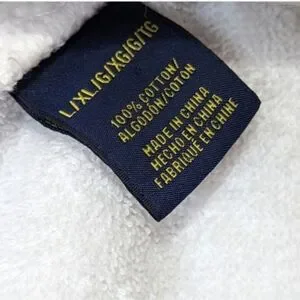 L/XL/G/XG/G/TG
100% COTTON/
ALGODÓN/COTON
MADE IN CHINA
HECHO EN CHINA
FABRIQUÉ EN CHINE